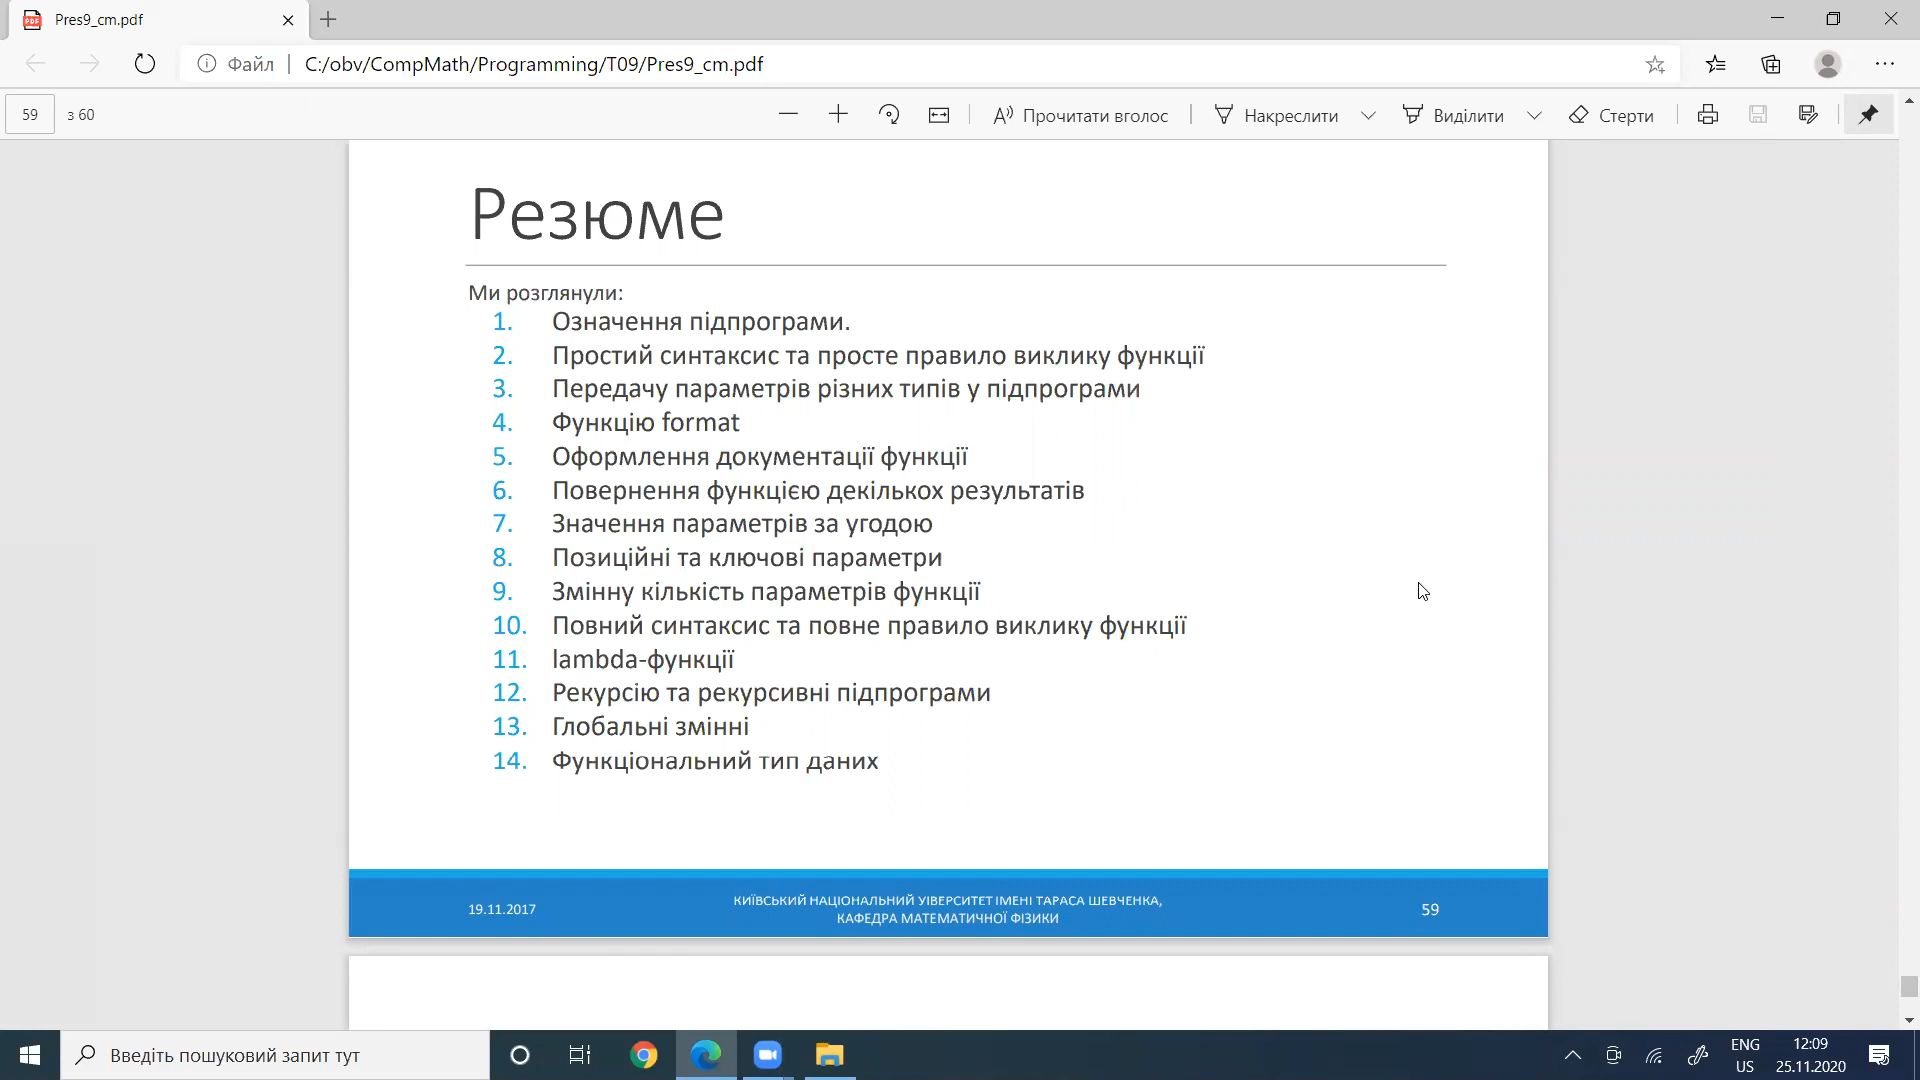 Pres9_cm.pdf
Файл
C:/obv/CompMath/Programming/T09/Pres9_cm.pdf
59 з 60
Прочитати вголос
Накреслити
Виділити
Стерти
Резюме
Ми розглянули:
1. Означення підпрограми.
2. Простий синтаксис та просте правило виклику функції
3. Передачу параметрів різних типів у підпрограми
4. Функцію format
5. Оформлення документації функції
6. Повернення функцією декількох результатів
7. Значення параметрів за угодою
8. Позиційні та ключові параметри
9. Змінну кількість параметрів функції
10. Повний синтаксис та повне правило виклику функції
11. lambda-функції
12. Рекурсію та рекурсивні підпрограми
13. Глобальні змінні
14. Функціональний тип даних
19.11.2017
КИЇВСЬКИЙ НАЦІОНАЛЬНИЙ УІВЕРСИТЕТ ІМЕНІ ТАРАСА ШЕВЧЕНКА,
КАФЕДРА МАТЕМАТИЧНОЇ ФІЗИКИ
59
Введіть пошуковий запит тут
ENG
US
12:09
25.11.2020